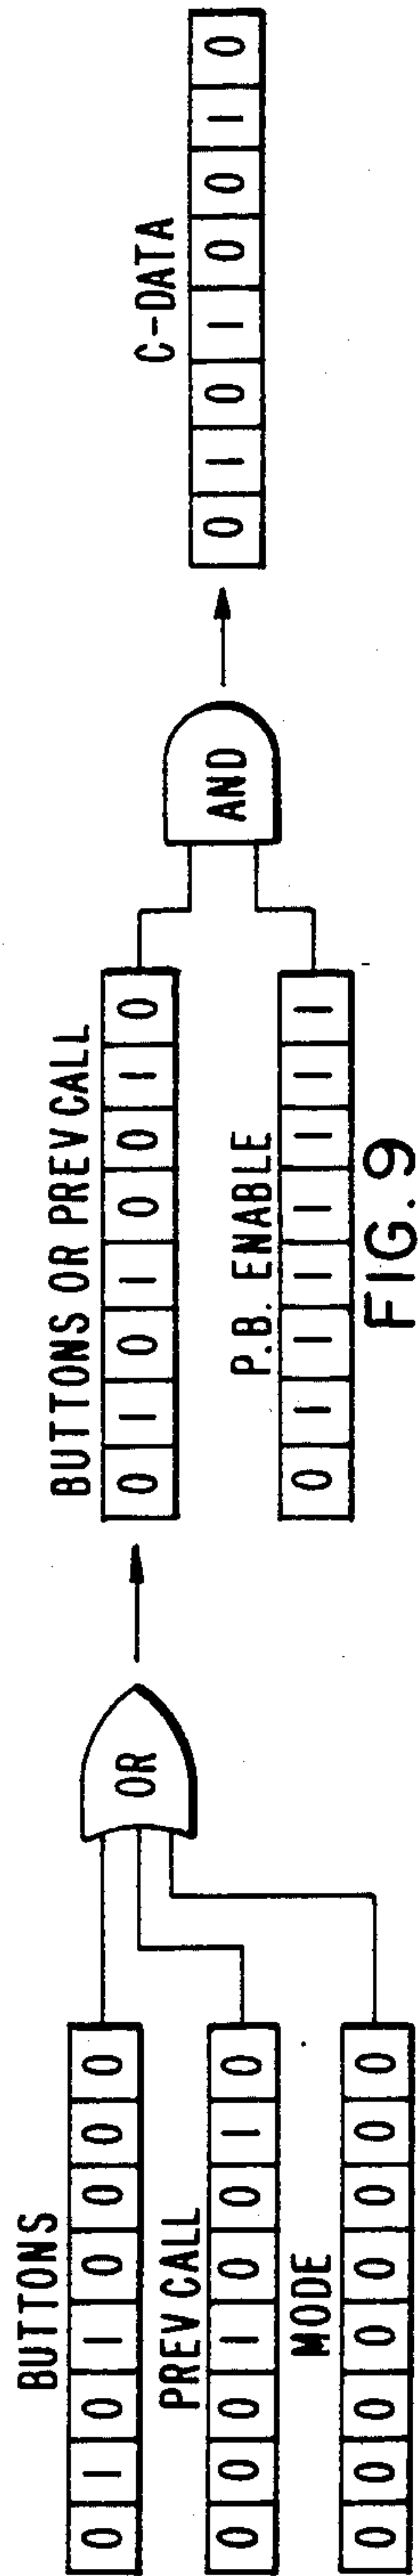 BUTTONS
0 1 0 1 0 0 0 0
PREV CALL
0 0 0 1 0 0 1 0
MODE
0 0 0 0 0 0 0 0
OR
BUTTONS OR PREV CALL
0 1 0 1 0 0 1 0
P.B. ENABLE
0 1 1 1 1 1 1 1
AND
C-DATA
0 1 0 1 0 0 1 0
FIG. 9